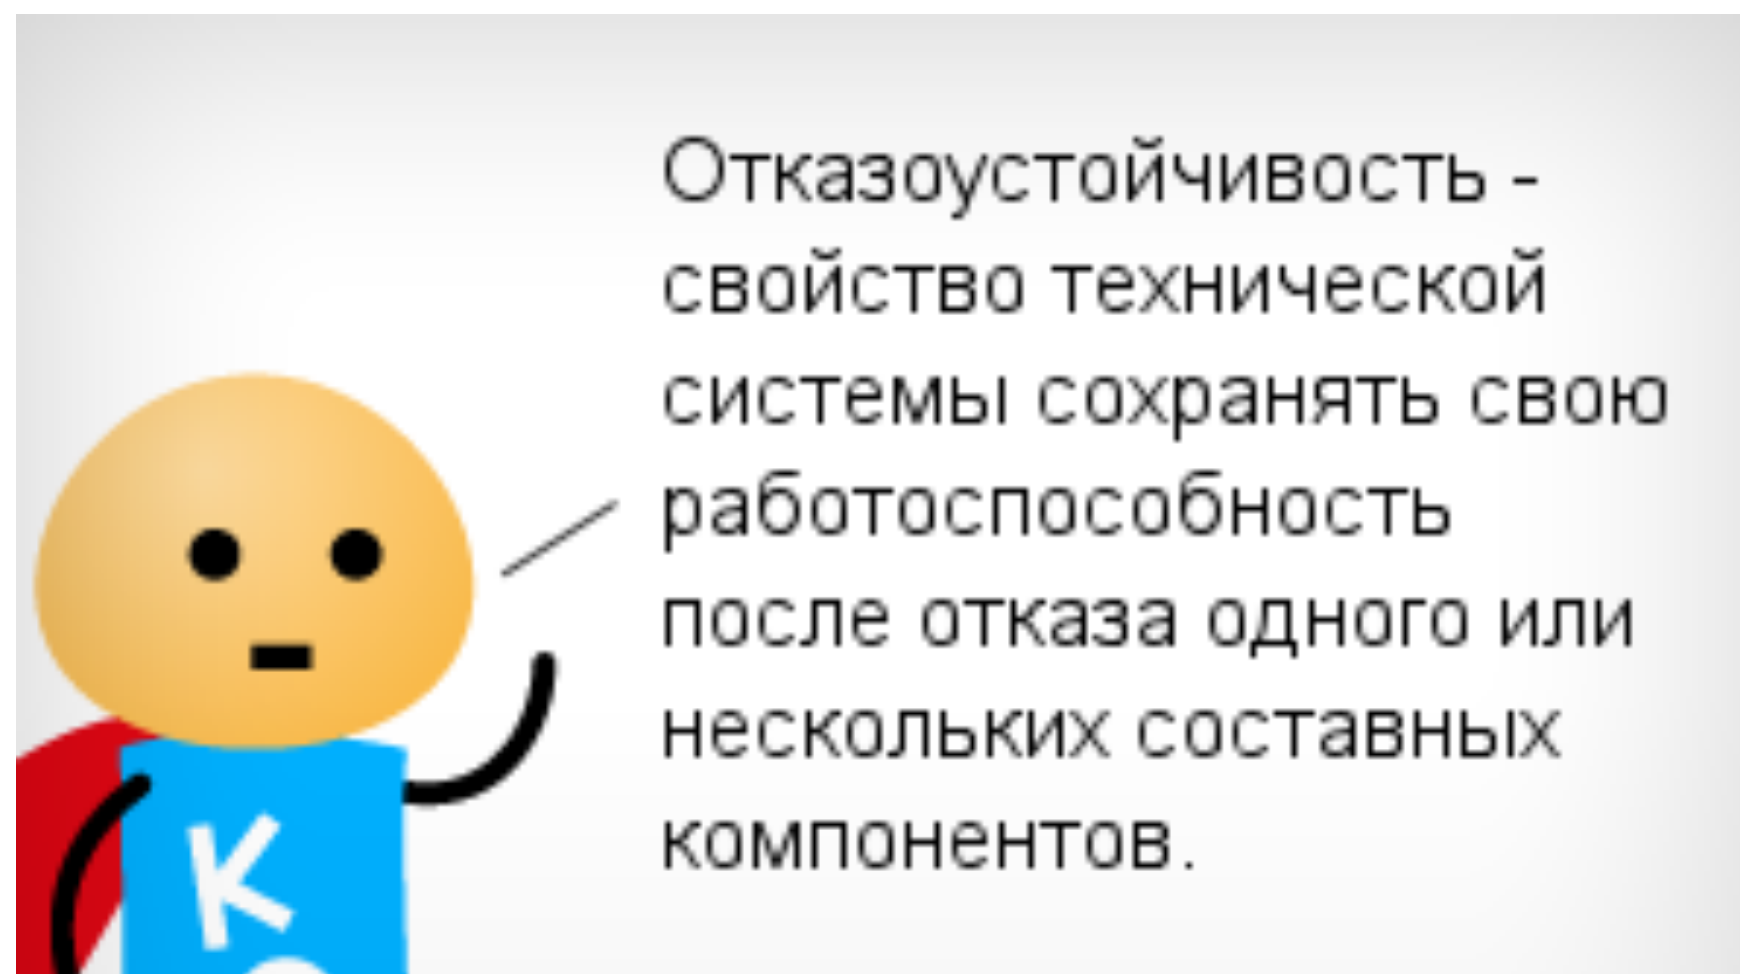 Отказоустойчивость -
свойство технической
системы сохранять свою
работоспособность
после отказа одного или
нескольких составных
компонентов.
К